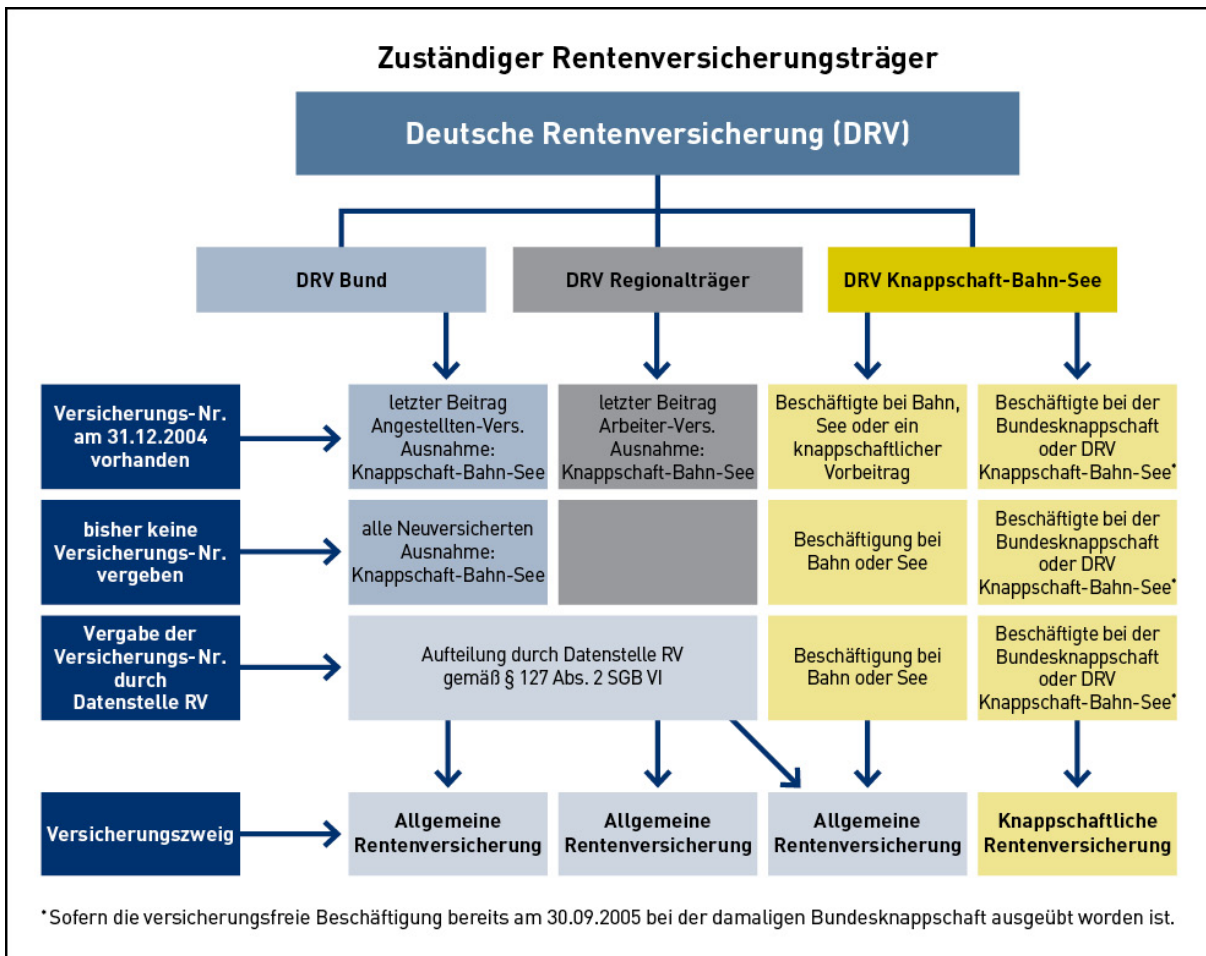 Zuständiger Rentenversicherungsträger
Deutsche Rentenversicherung (DRV)
DRV Bund
DRV Regionalträger
DRV Knappschaft-Bahn-See
Versicherungs-Nr.
am 31.12.2004
vorhanden
letzter Beitrag
Angestellten-Vers.
Ausnahme:
Knappschaft-Bahn-See
letzter Beitrag
Arbeiter-Vers.
Ausnahme:
Knappschaft-Bahn-See
Beschäftigte bei Bahn,
See oder ein
knappschaftlicher
Vorbeitrag
Beschäftigte bei der
Bundesknappschaft
oder DRV
Knappschaft-Bahn-See*
bisher keine
Versicherungs-Nr.
vergeben
alle Neuversicherten
Ausnahme:
Knappschaft-Bahn-See
Beschäftigung bei
Bahn oder See
Beschäftigte bei der
Bundesknappschaft
oder DRV
Knappschaft-Bahn-See*
Vergabe der
Versicherungs-Nr.
durch
Datenstelle RV
Aufteilung durch Datenstelle RV
gemäß § 127 Abs. 2 SGB VI
Beschäftigung bei
Bahn oder See
Beschäftigte bei der
Bundesknappschaft
oder DRV
Knappschaft-Bahn-See*
Versicherungszweig
Allgemeine
Rentenversicherung
Allgemeine
Rentenversicherung
Allgemeine
Rentenversicherung
Knappschaftliche
Rentenversicherung
*Sofern die versicherungsfreie Beschäftigung bereits am 30.09.2005 bei der damaligen Bundesknappschaft ausgeübt worden ist.